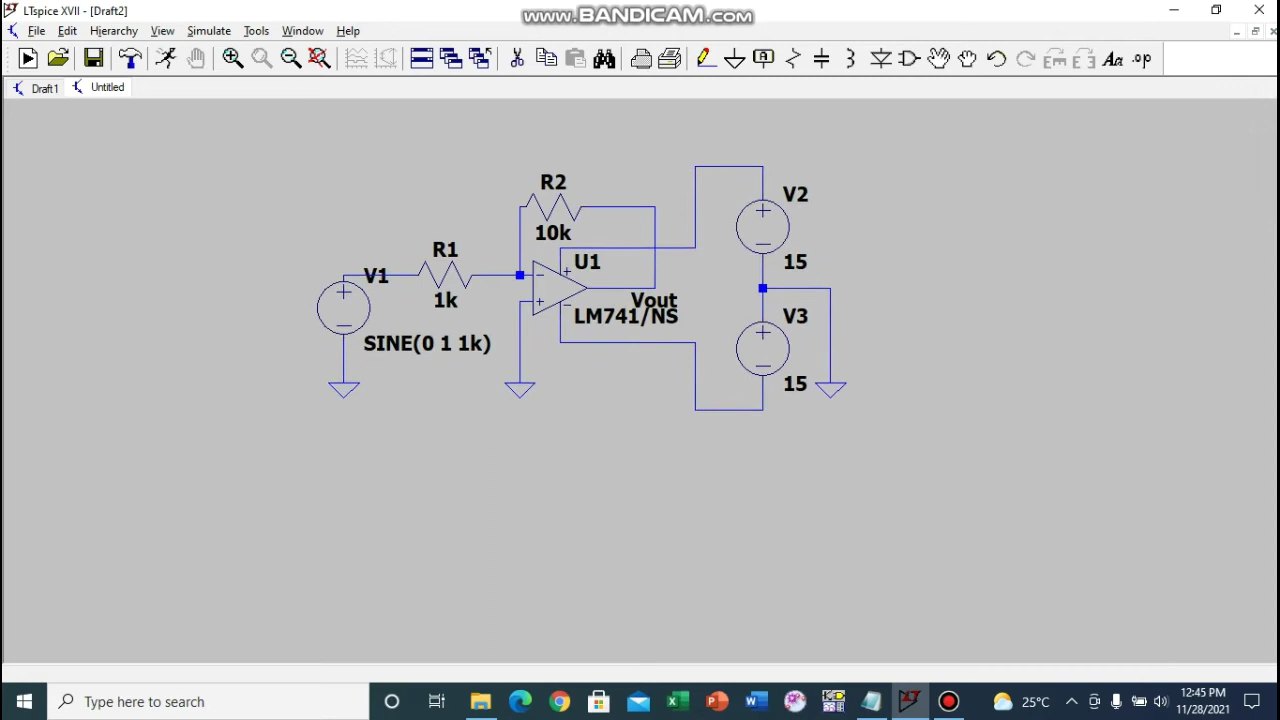 LTspice XVII - [Draft2]
www.BANDICAM.com
File Edit Hierarchy View Simulate Tools Window Help
Aa .op
Draft1 Untitled
R2
10k
V2
15
R1
1k
V1
SINE(0 1 1k)
U1
Vout
LM741/NS
V3
15
Type here to search
25°C
12:45 PM
11/28/2021